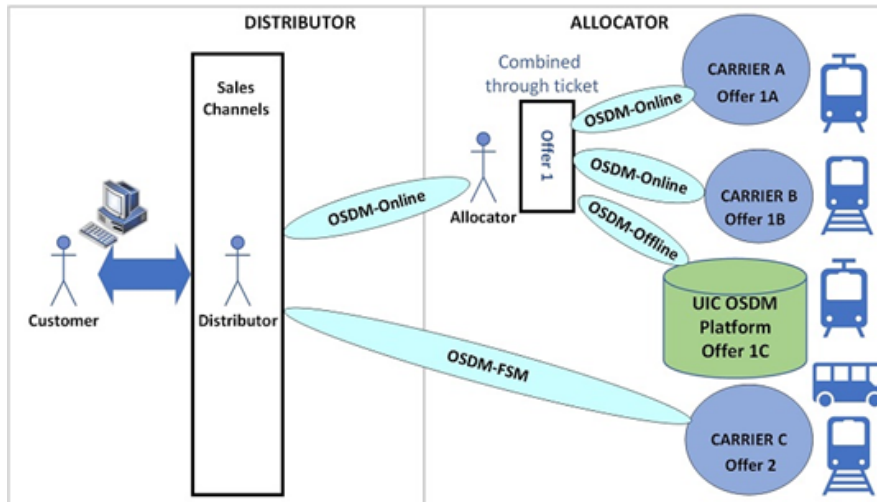 DISTRIBUTOR
ALLOCATOR
Sales
Channels
Combined
through ticket
CARRIER A
Offer 1A
OSDM-Online
Offer 1
OSDM-Online
CARRIER B
Offer 1B
OSDM-Online
Allocator
OSDM-Offline
Customer
Distributor
UIC OSDM
Platform
Offer 1C
OSDM-FSM
CARRIER C
Offer 2